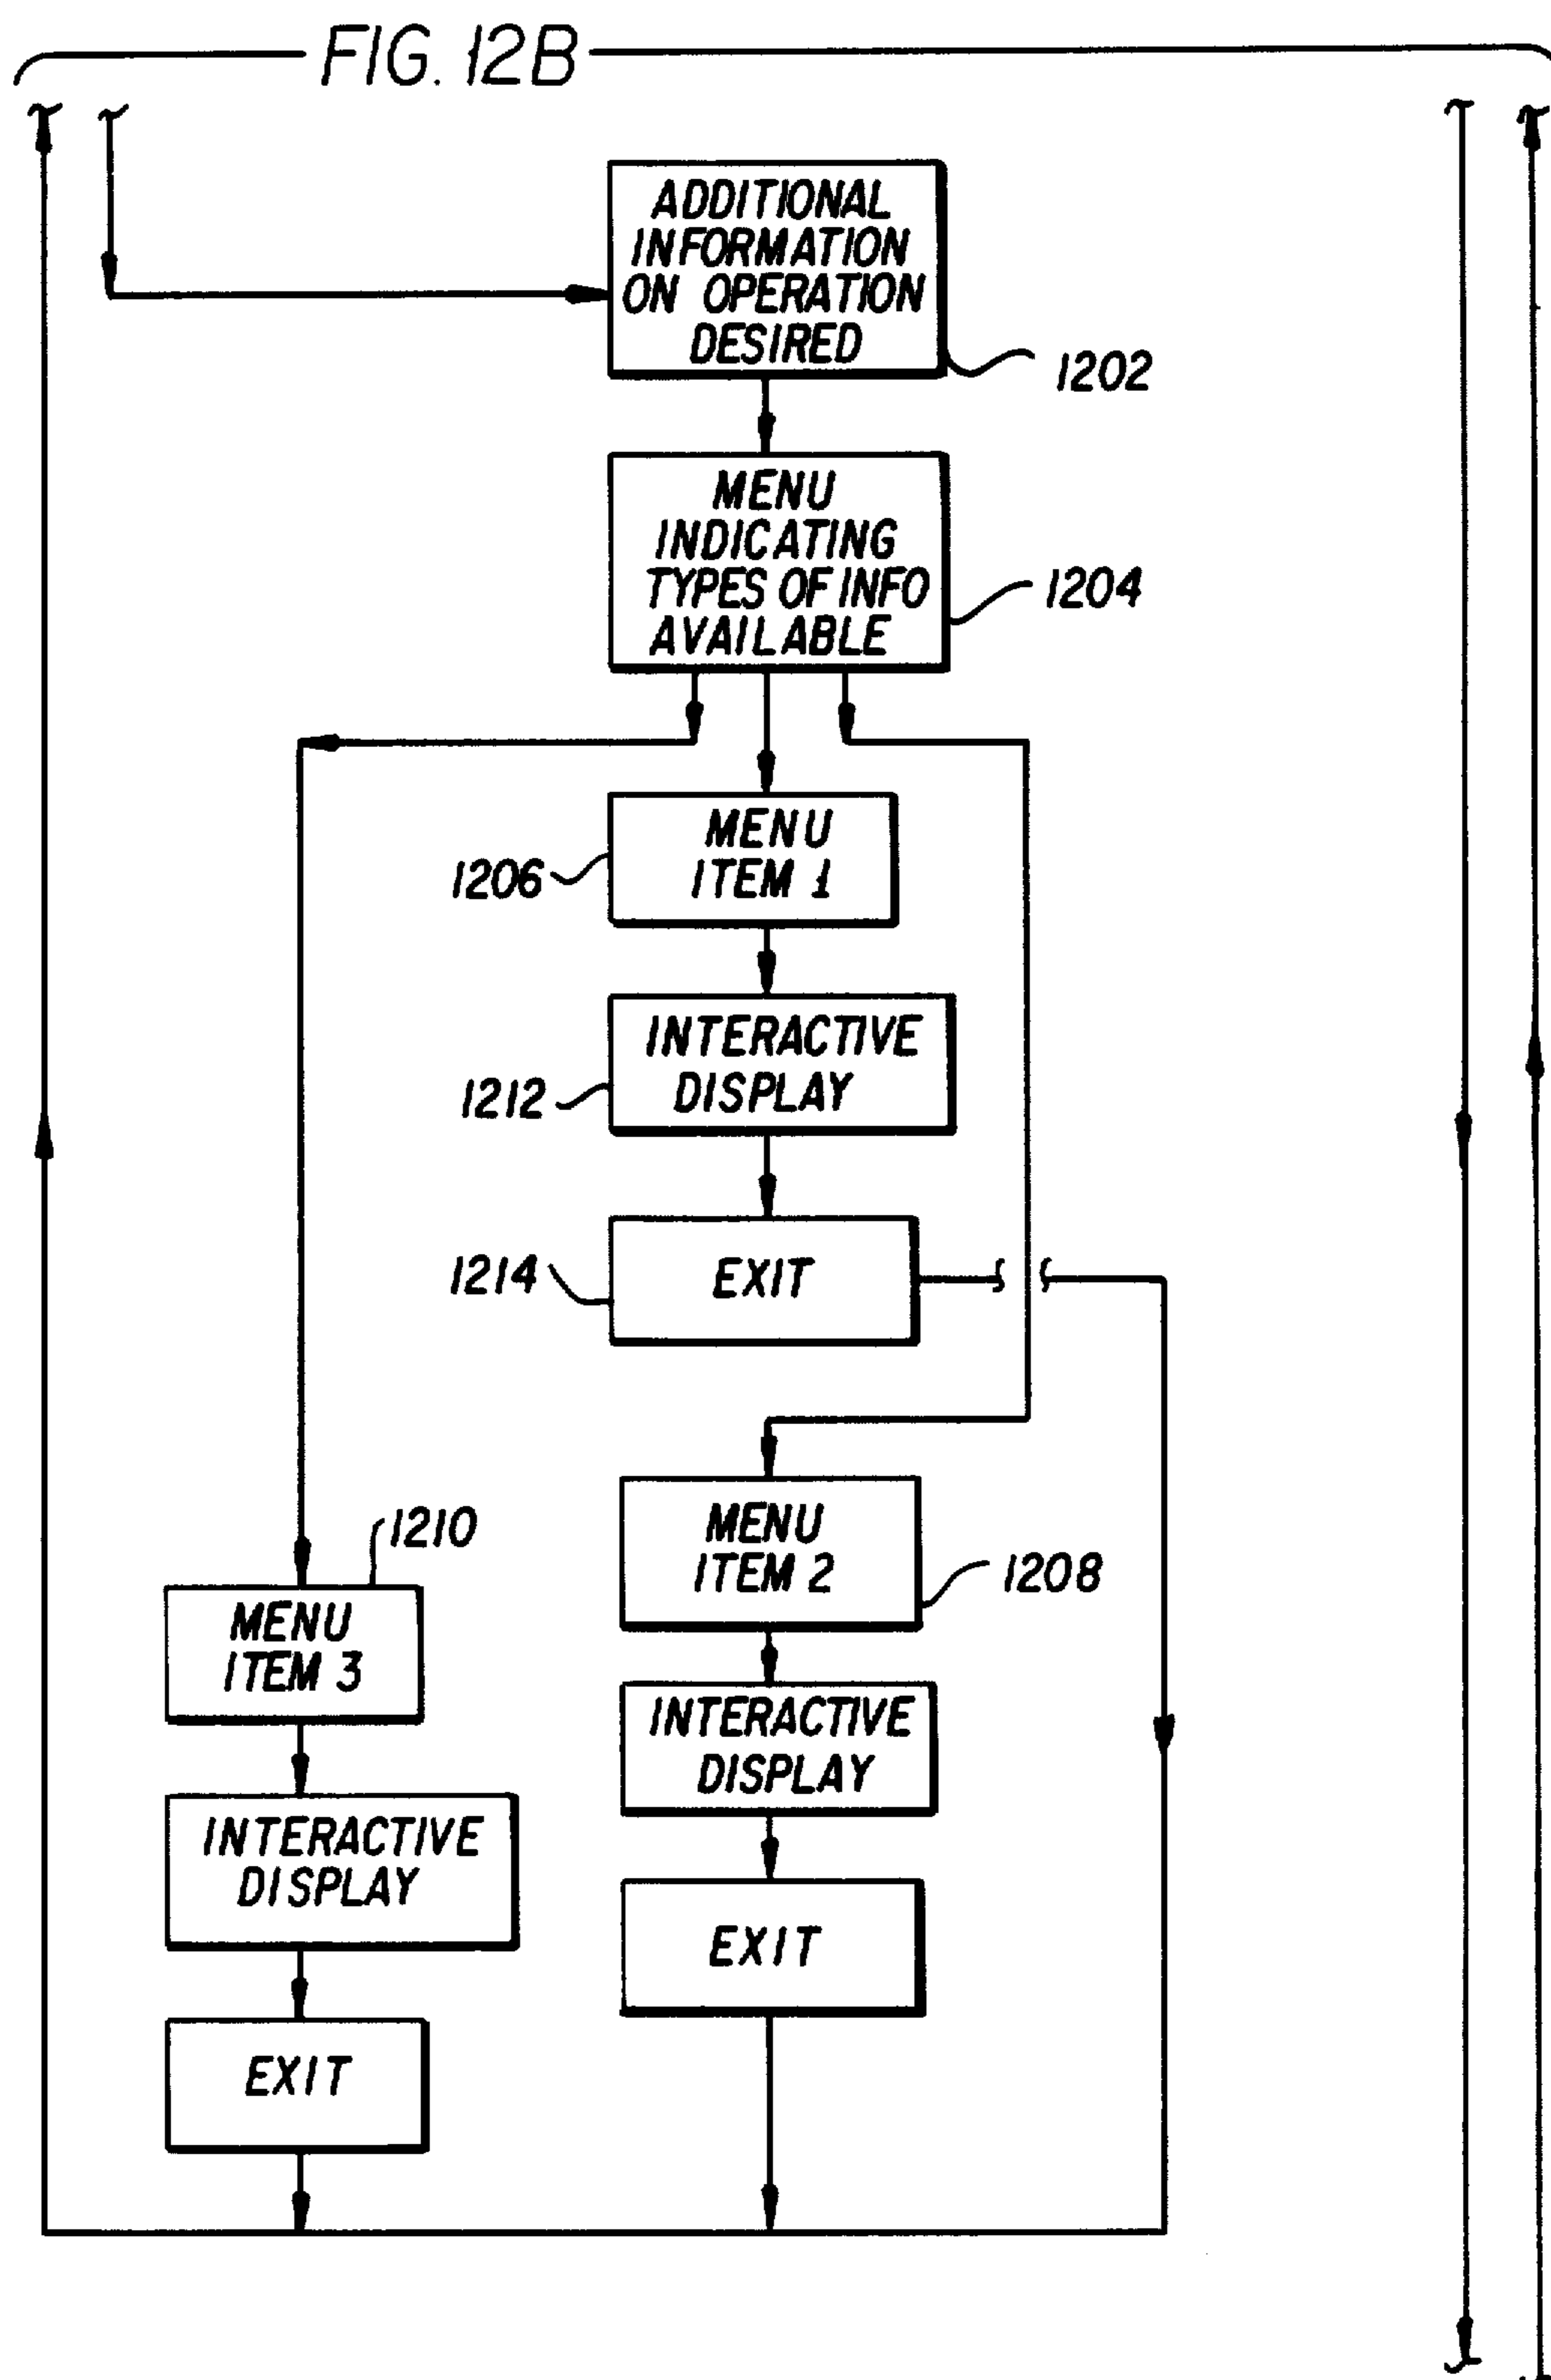 FIG. 12B
ADDITIONAL
INFORMATION
ON OPERATION
DESIRED
1202
MENU
INDICATING
TYPES OF INFO
AVAILABLE
1204
MENU
ITEM 1
1206
INTERACTIVE
DISPLAY
1212
EXIT
1214
MENU
ITEM 2
1208
INTERACTIVE
DISPLAY
EXIT
1210
MENU
ITEM 3
INTERACTIVE
DISPLAY
EXIT